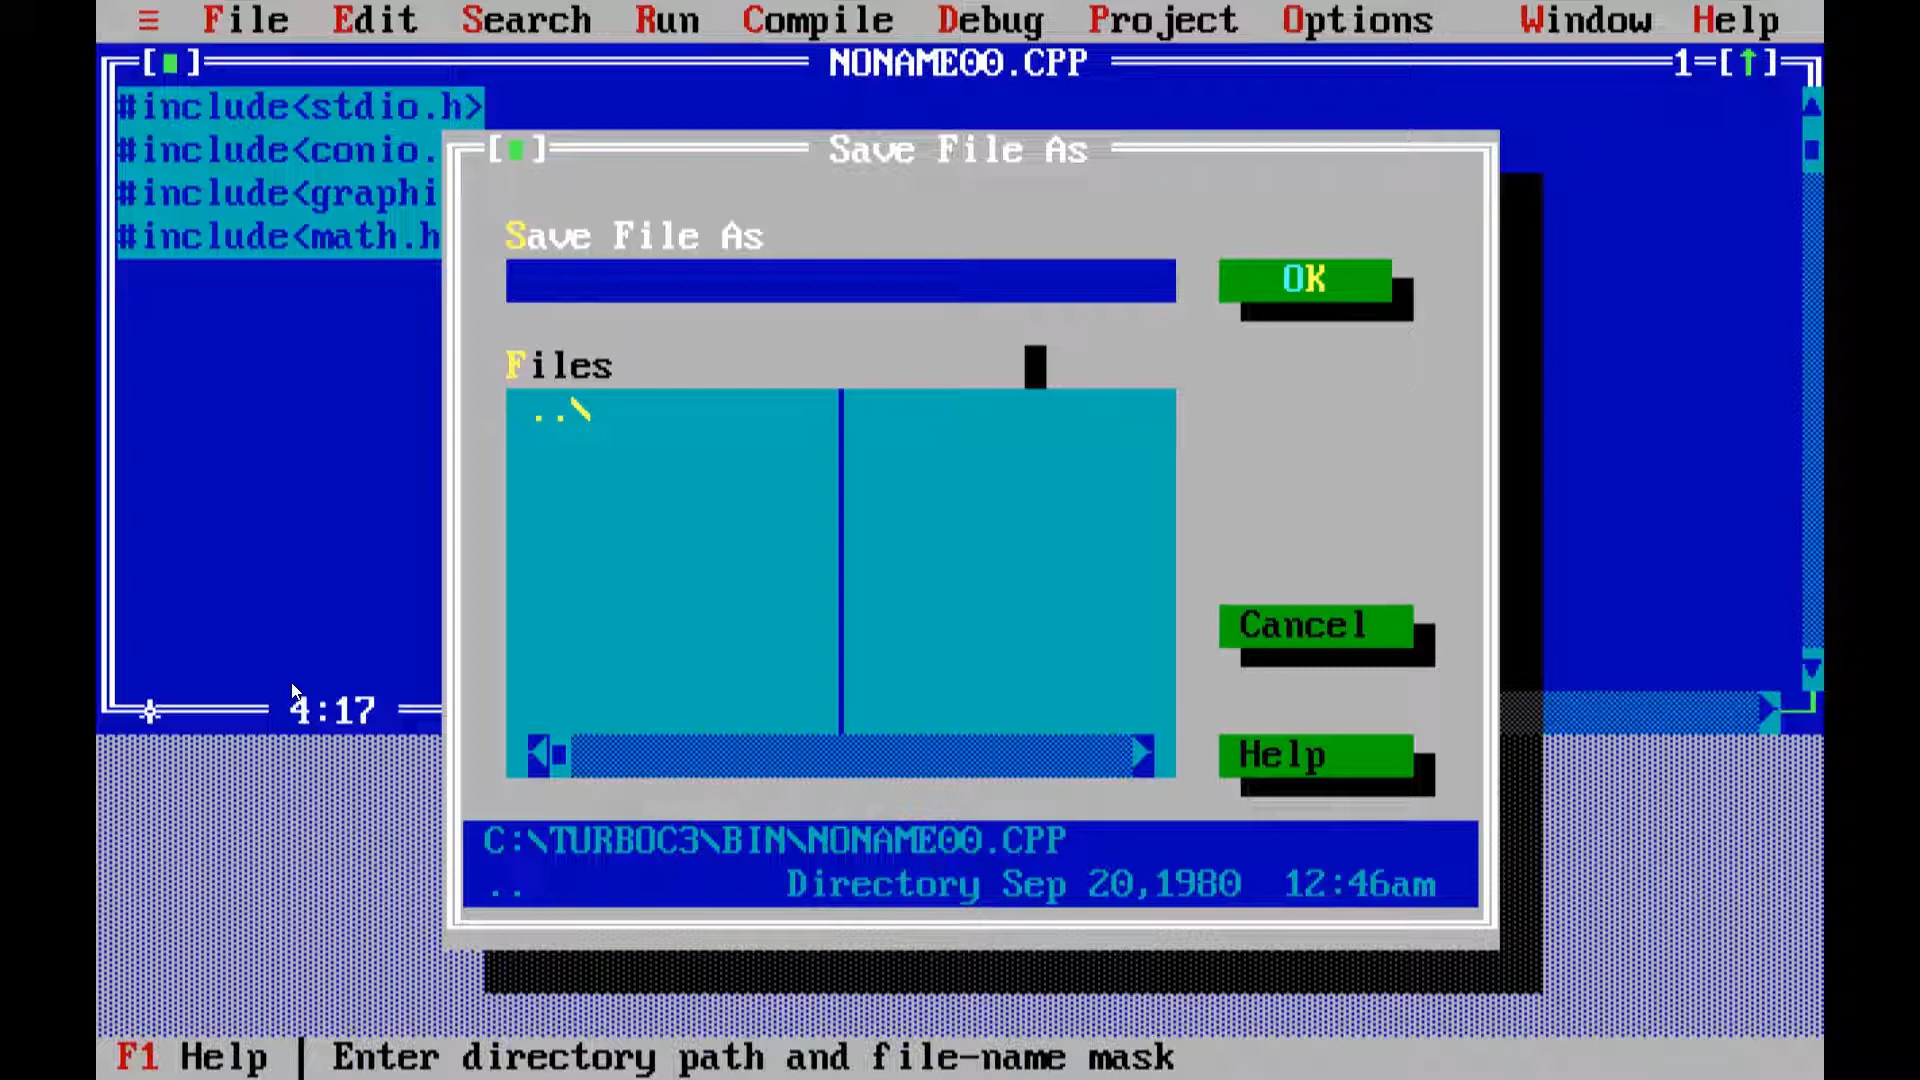 ≡ File Edit Search Run Compile Debug Project Options Window Help
[■] NONAME00.CPP 1=[↑]
#include<stdio.h>
#include<conio.
#include<graphi
#include<math.h
[■] Save File As
Save File As
OK
Files
..\
Cancel
Help
4:17
C:\TURBOC3\BIN\NONAME00.CPP
.. Directory Sep 20,1980 12:46am
F1 Help | Enter directory path and file-name mask